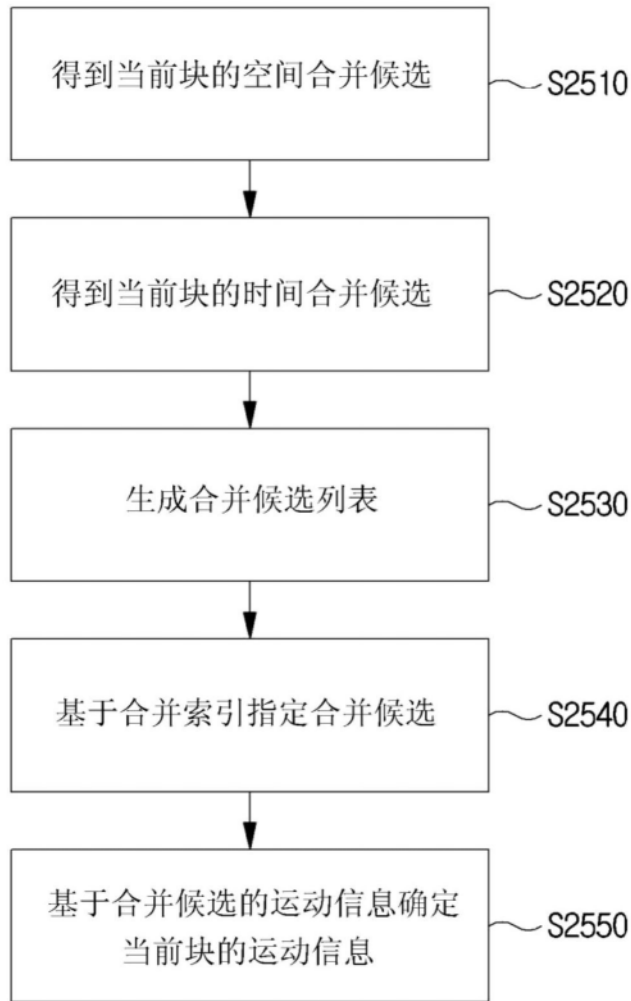 得到当前块的空间合并候选
S2510
得到当前块的时间合并候选
S2520
生成合并候选列表
S2530
基于合并索引指定合并候选
S2540
基于合并候选的运动信息确定
当前块的运动信息
S2550